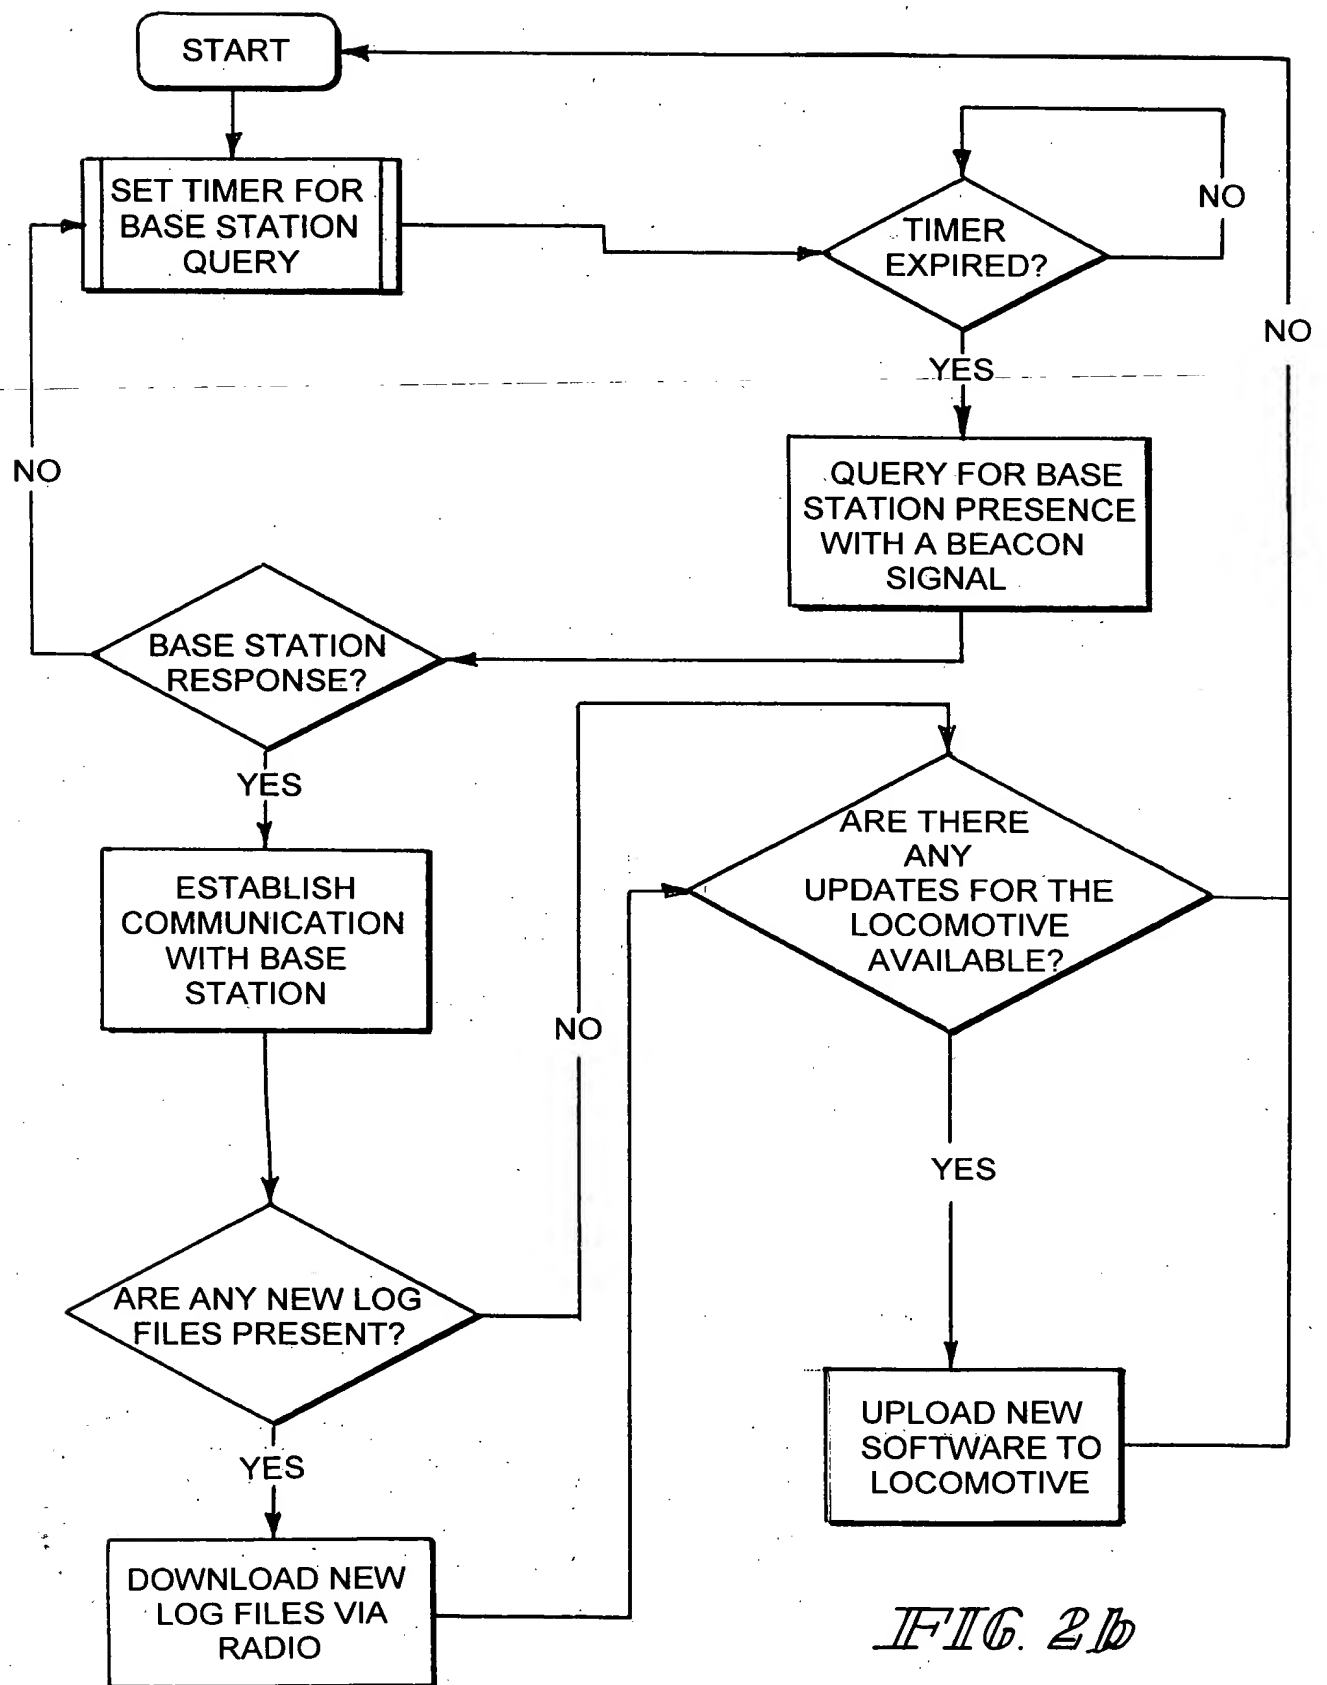 START
SET TIMER FOR
BASE STATION
QUERY
TIMER
EXPIRED?
NO
NO
YES
QUERY FOR BASE
STATION PRESENCE
WITH A BEACON
SIGNAL
NO
BASE STATION
RESPONSE?
YES
ESTABLISH
COMMUNICATION
WITH BASE
STATION
ARE THERE
ANY
UPDATES FOR THE
LOCOMOTIVE
AVAILABLE?
NO
YES
ARE ANY NEW LOG
FILES PRESENT?
YES
UPLOAD NEW
SOFTWARE TO
LOCOMOTIVE
DOWNLOAD NEW
LOG FILES VIA
RADIO
FIG. 2b